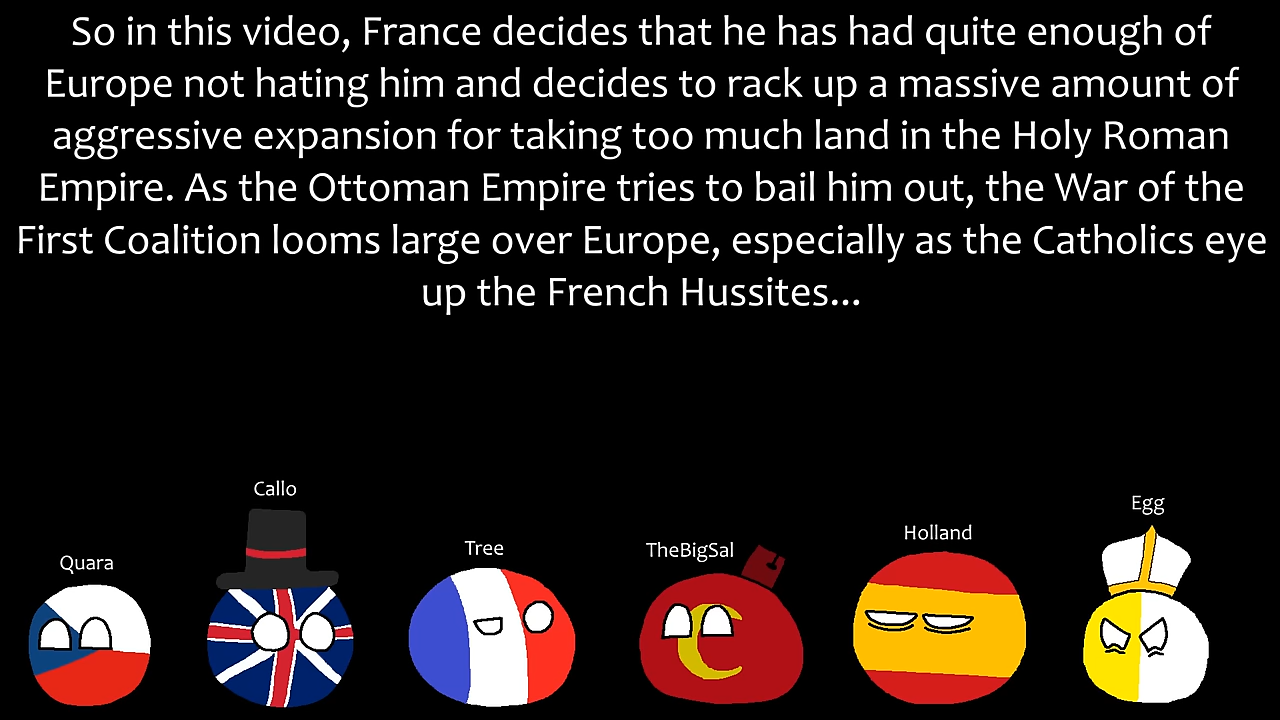 So in this video, France decides that he has had quite enough of
Europe not hating him and decides to rack up a massive amount of
aggressive expansion for taking too much land in the Holy Roman
Empire. As the Ottoman Empire tries to bail him out, the War of the
First Coalition looms large over Europe, especially as the Catholics eye
up the French Hussites...
Quara
Callo
Tree
TheBigSal
Holland
Egg